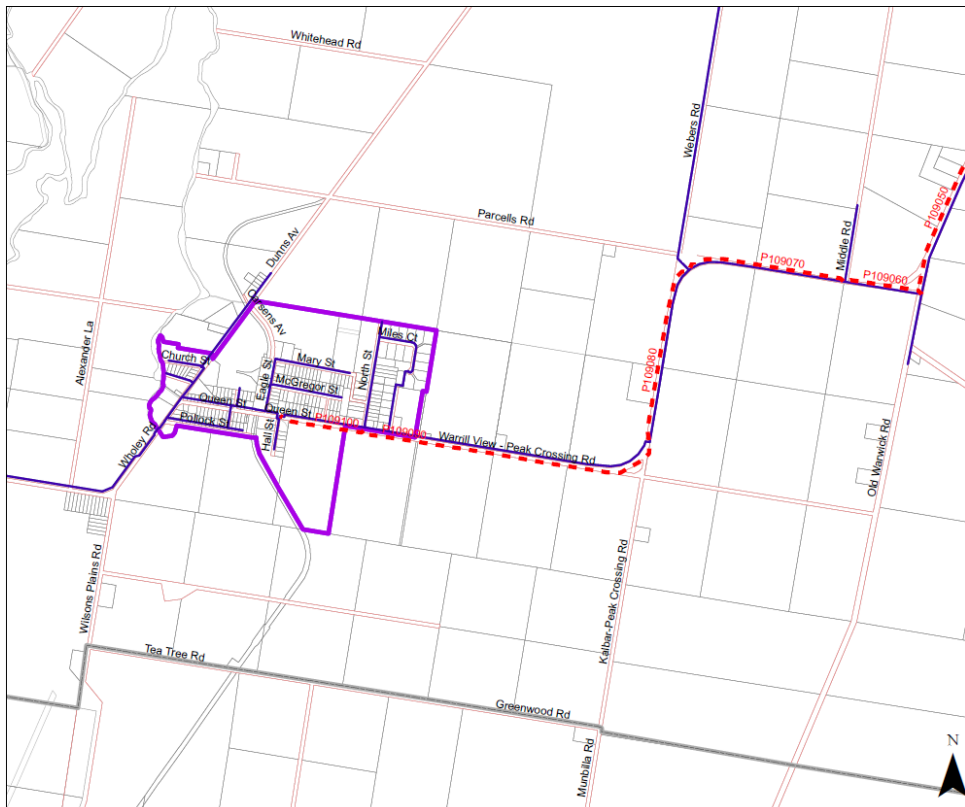 Whitehead Rd
Webers Rd
Parcells Rd
P109050
Dunns Av
P109070
Middle Rd
P109060
Alexander La
Miles Ct
Church St
Mary St
North St
P109080
Eagle St
McGregor St
Queen St
Queen St
P109100
Pollock St
Hall St
Warrill View - Peak Crossing Rd
Wholey Rd
Old Warwick Rd
Wilsons Plains Rd
Kalbar-Peak Crossing Rd
Tea Tree Rd
Greenwood Rd
Munbilla Rd
N